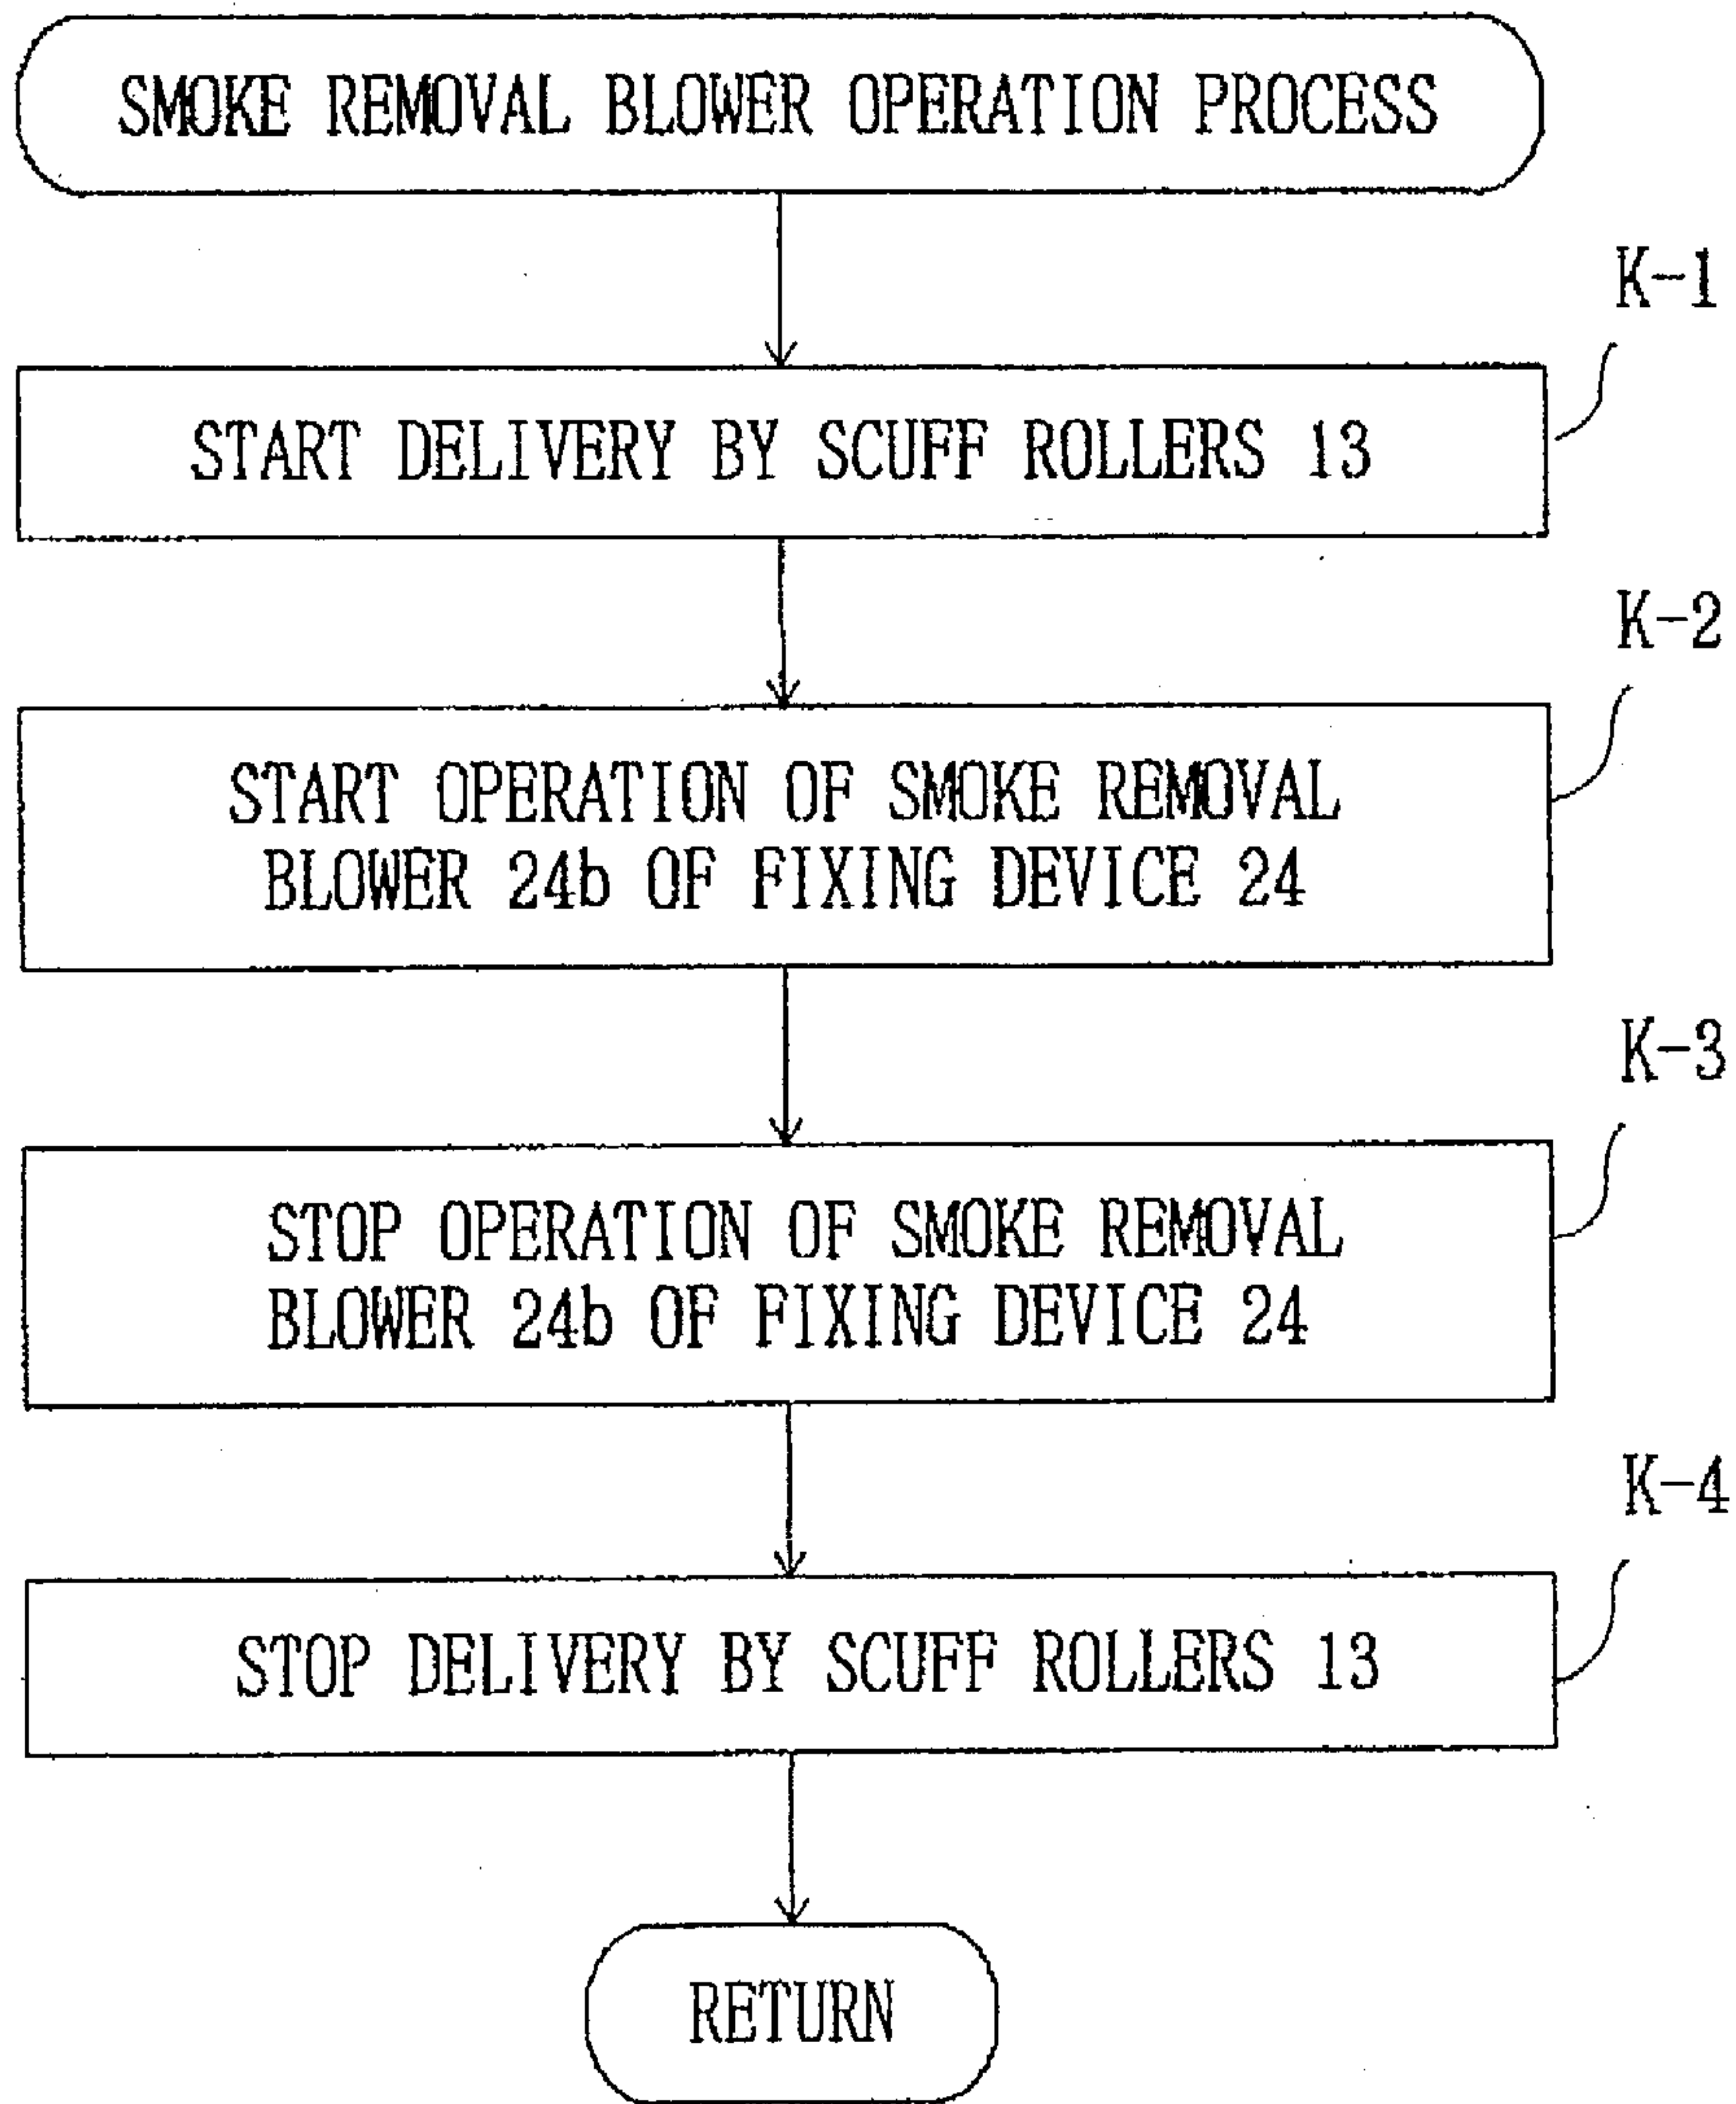 SMOKE REMOVAL BLOWER OPERATION PROCESS
K-1
START DELIVERY BY SCUFF ROLLERS 13
K-2
START OPERATION OF SMOKE REMOVAL
BLOWER 24b OF FIXING DEVICE 24
K-3
STOP OPERATION OF SMOKE REMOVAL
BLOWER 24b OF FIXING DEVICE 24
K-4
STOP DELIVERY BY SCUFF ROLLERS 13
RETURN